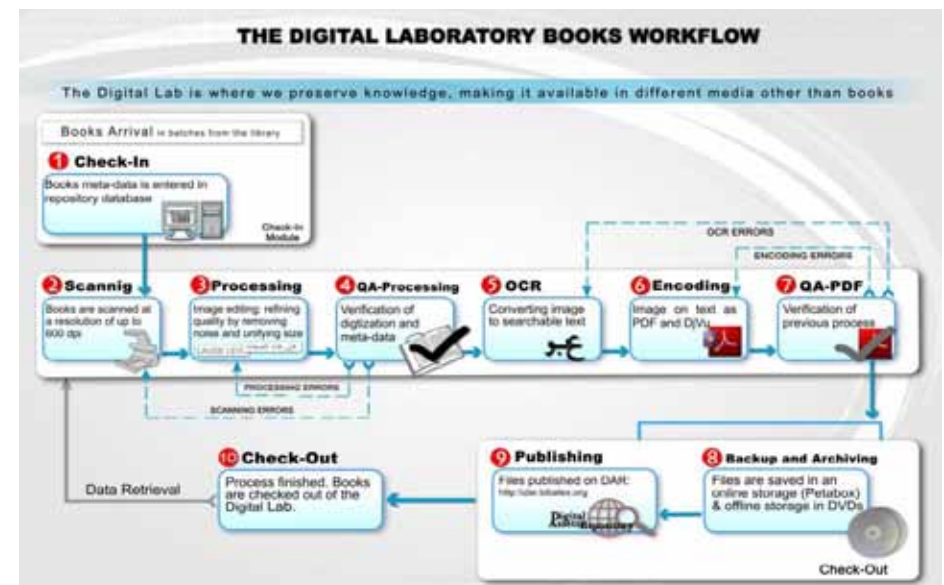 THE DIGITAL LABORATORY BOOKS WORKFLOW
The Digital Lab is where we preserve knowledge, making it available in different media other than books
Books Arrival in batches from the library
1 Check-In
Books meta-data is entered in
repository database
Check-In
Module
OCR ERRORS
ENCODING ERRORS
2 Scannig
Books are scanned at
a resolution of up to
600 dpi
3 Processing
Image editing: refining
quality by removing
noise and unifying size
4 QA-Processing
Verification of
digtization and
meta-data
5 OCR
Converting image
to searchable text
عبر
6 Encoding
Image on text as
PDF and DjVu
7 QA-PDF
Verification of
previous process
PROCESSING ERRORS
SCANNING ERRORS
10 Check-Out
Process finished. Books
are checked out of the
Digital Lab.
Data Retrieval
9 Publishing
Files published on DAR:
Digital
Assets Repository
8 Backup and Archiving
Files are saved in an
online storage (Petabox)
& offline storage in DVDs
Check-Out